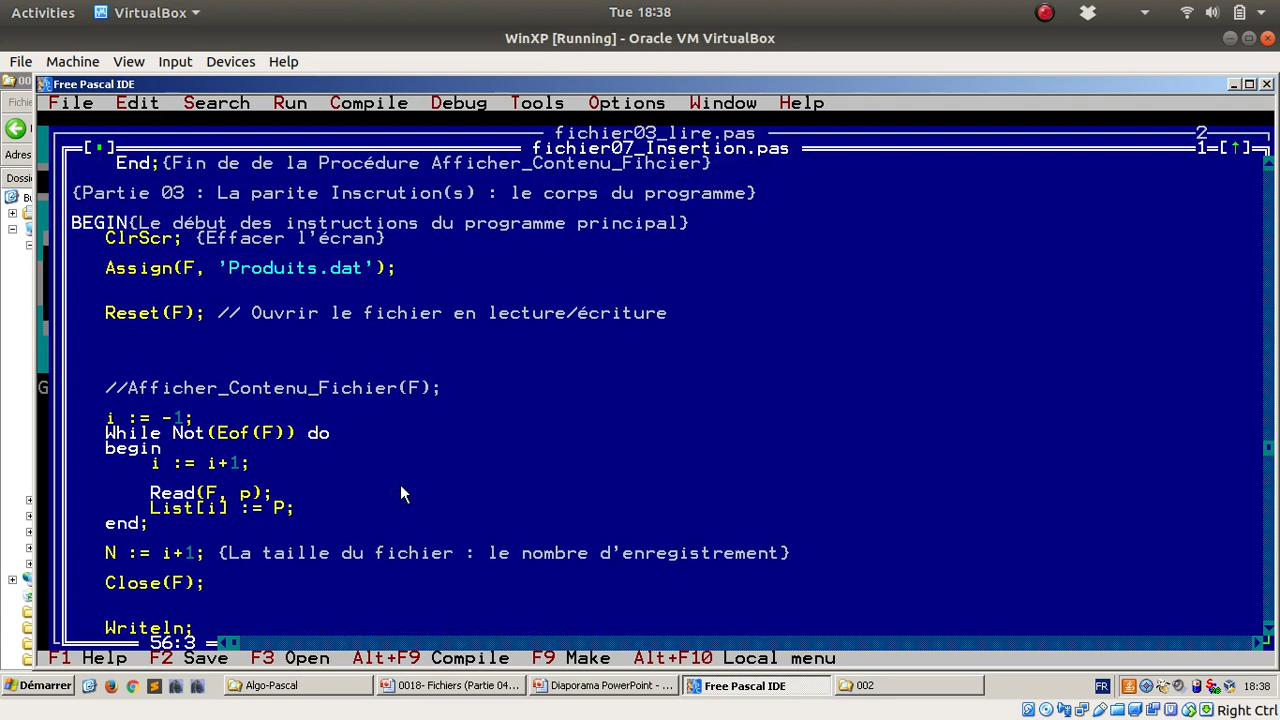 Activities VirtualBox Tue 18:38
WinXP [Running] - Oracle VM VirtualBox
File Machine View Input Devices Help
Free Pascal IDE
File Edit Search Run Compile Debug Tools Options Window Help
fichier03_lire.pas 2
fichier07_Insertion.pas 1
End;{Fin de de la Procédure Afficher_Contenu_Fihcier}
{Partie 03 : La parite Inscrution(s) : le corps du programme}
BEGIN{Le début des instructions du programme principal}
ClrScr; {Effacer l'écran}
Assign(F, 'Produits.dat');
Reset(F); // Ouvrir le fichier en lecture/écriture
//Afficher_Contenu_Fichier(F);
i := -1;
While Not(Eof(F)) do
begin
i := i+1;
Read(F, p);
List[i] := P;
end;
N := i+1; {La taille du fichier : le nombre d'enregistrement}
Close(F);
Writeln;
56:3
F1 Help F2 Save F3 Open Alt+F9 Compile F9 Make Alt+F10 Local menu
Démarrer Algo-Pascal 0018- Fichiers (Partie 04... Diaporama PowerPoint - ... Free Pascal IDE 002 FR 18:38
Right Ctrl